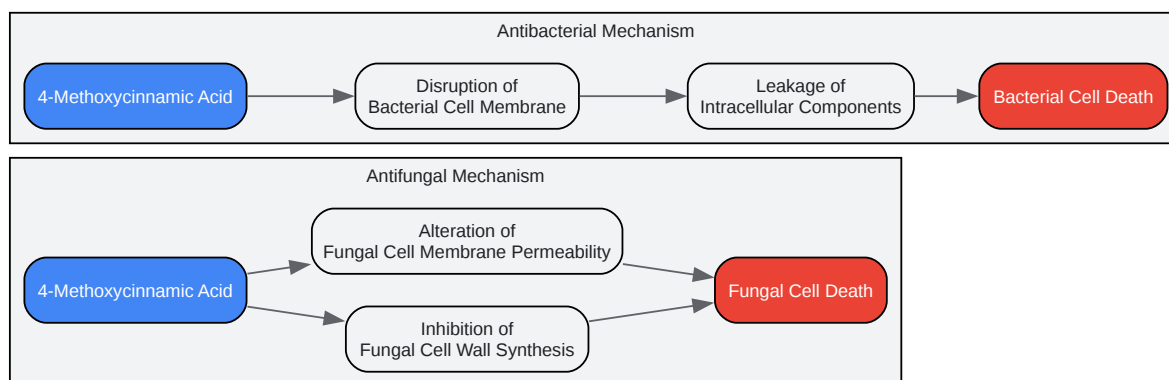 Antibacterial Mechanism
4-Methoxycinnamic Acid
Disruption of
Bacterial Cell Membrane
Leakage of
Intracellular Components
Bacterial Cell Death
Antifungal Mechanism
4-Methoxycinnamic Acid
Alteration of
Fungal Cell Membrane Permeability
Inhibition of
Fungal Cell Wall Synthesis
Fungal Cell Death